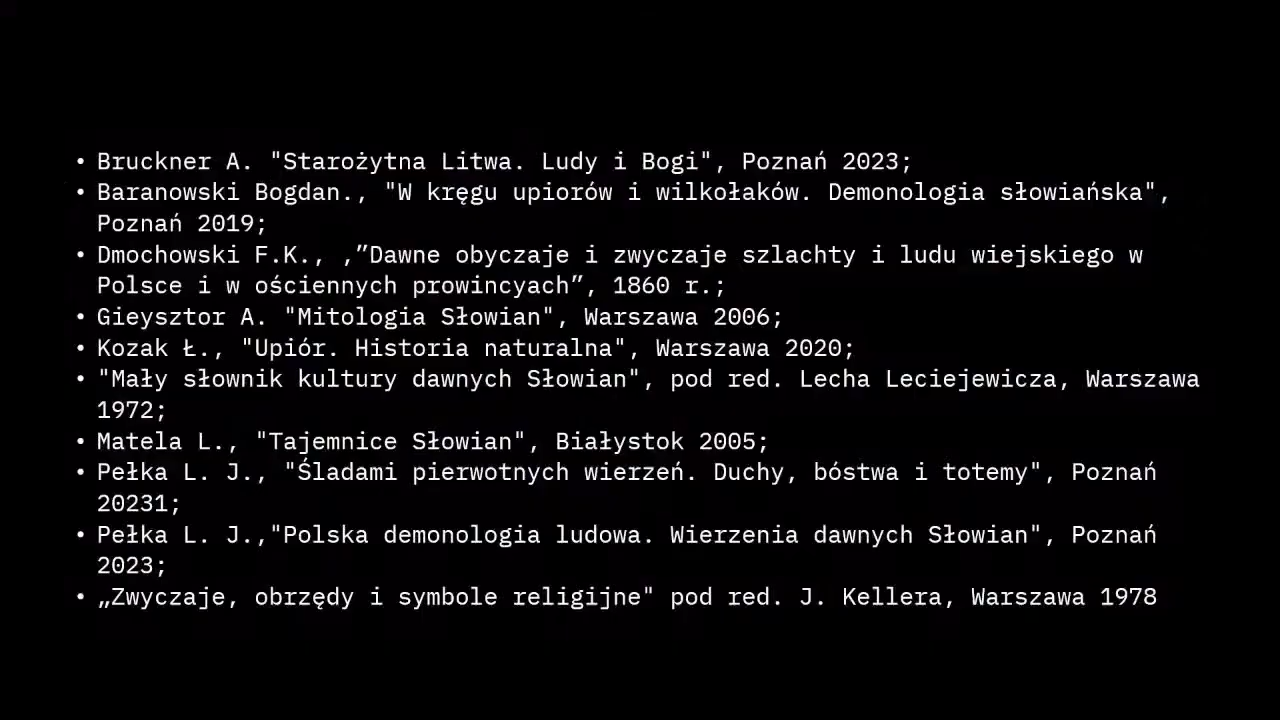 • Bruckner A. "Starożytna Litwa. Ludy i Bogi", Poznań 2023;
• Baranowski Bogdan., "W kręgu upiorów i wilkołaków. Demonologia słowiańska",
Poznań 2019;
• Dmochowski F.K., ,”Dawne obyczaje i zwyczaje szlachty i ludu wiejskiego w
Polsce i w ościennych prowincyach”, 1860 r.;
• Gieysztor A. "Mitologia Słowian", Warszawa 2006;
• Kozak Ł., "Upiór. Historia naturalna", Warszawa 2020;
• "Mały słownik kultury dawnych Słowian", pod red. Lecha Leciejewicza, Warszawa
1972;
• Matela L., "Tajemnice Słowian", Białystok 2005;
• Pełka L. J., "Śladami pierwotnych wierzeń. Duchy, bóstwa i totemy", Poznań
20231;
• Pełka L. J.,"Polska demonologia ludowa. Wierzenia dawnych Słowian", Poznań
2023;
• „Zwyczaje, obrzędy i symbole religijne" pod red. J. Kellera, Warszawa 1978